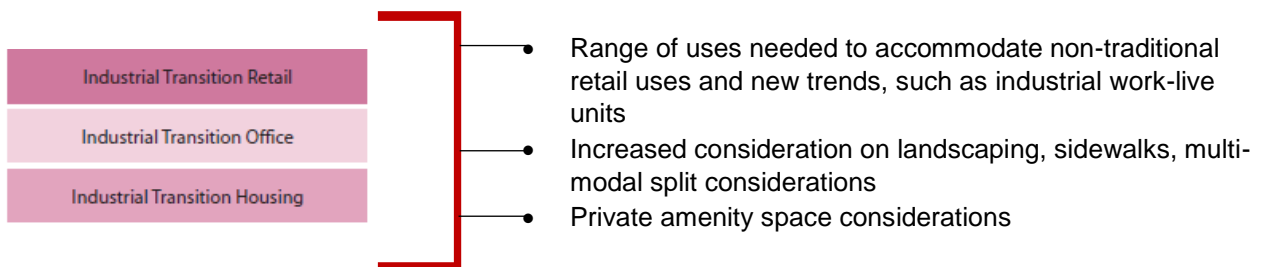 Industrial Transition Retail
Industrial Transition Office
Industrial Transition Housing
• Range of uses needed to accommodate non-traditional
retail uses and new trends, such as industrial work-live
units
• Increased consideration on landscaping, sidewalks, multi-
modal split considerations
• Private amenity space considerations